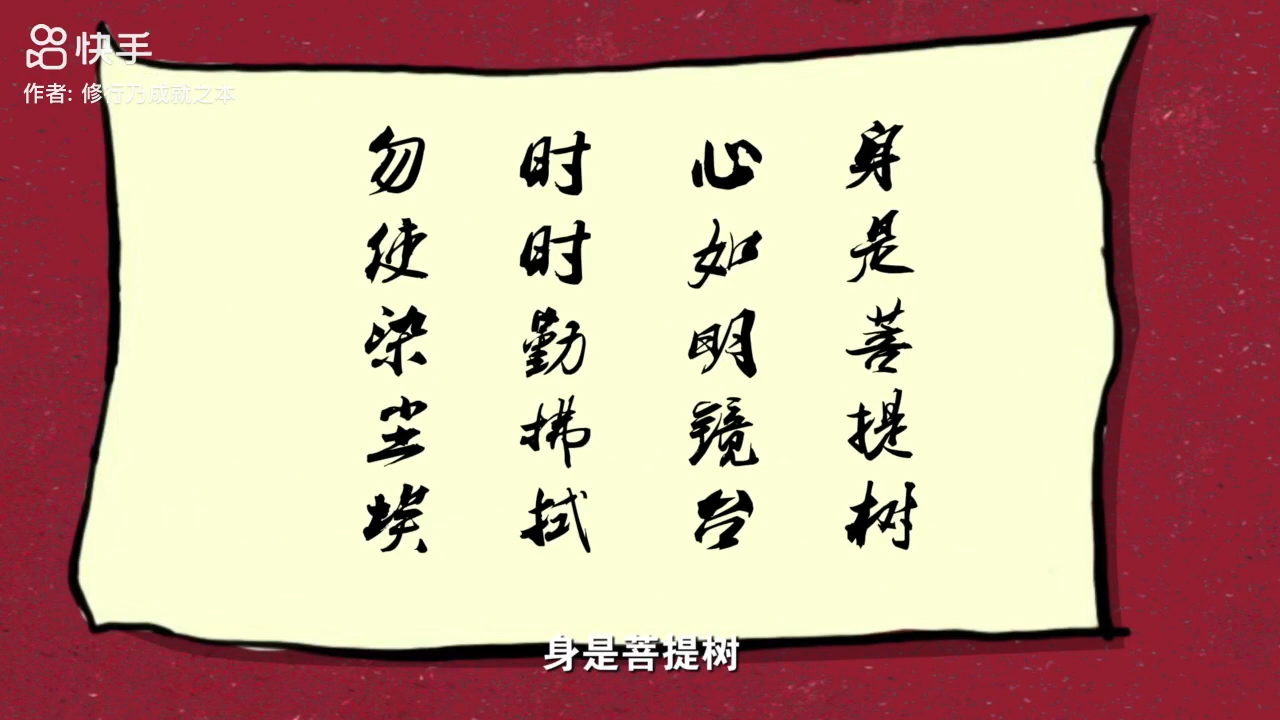 快手
作者: 修行乃成就之本
身是菩提树
心如明镜台
时时勤拂拭
勿使染尘埃
身是菩提树